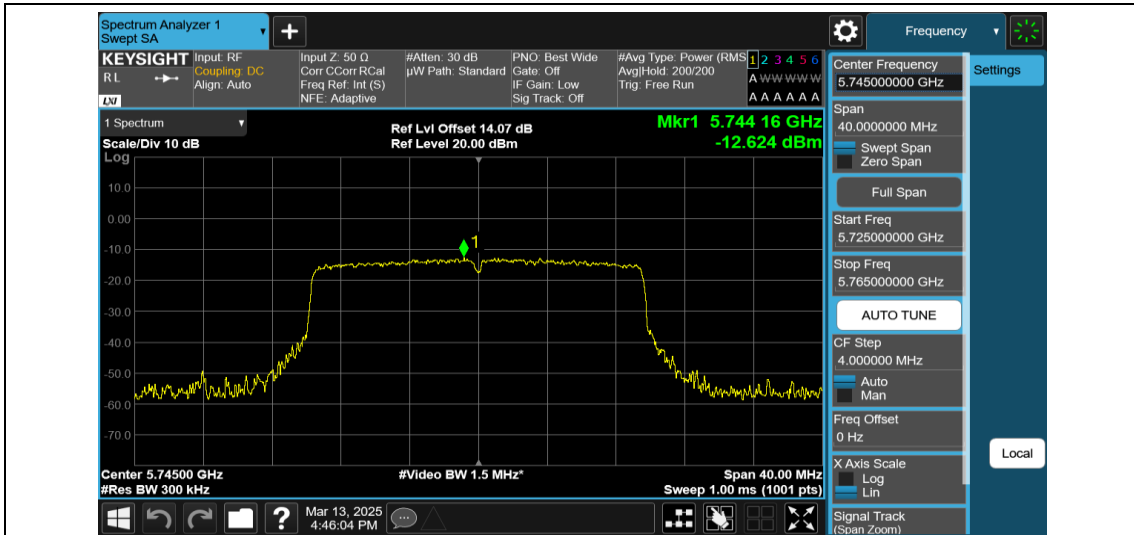 Spectrum Analyzer 1
Swept SA
Frequency
KEYSIGHT
R L
LXI
Input: RF
Coupling: DC
Align: Auto
Input Z: 50 Ω
Corr CCorr RCal
Freq Ref: Int (S)
NFE: Adaptive
#Atten: 30 dB
µW Path: Standard
PNO: Best Wide
Gate: Off
IF Gain: Low
Sig Track: Off
#Avg Type: Power (RMS
Avg|Hold: 200/200
Trig: Free Run
1 2 3 4 5 6
A W W W W W
A A A A A A
1 Spectrum
Scale/Div 10 dB
Ref Lvl Offset 14.07 dB
Ref Level 20.00 dBm
Mkr1 5.744 16 GHz
-12.624 dBm
Log
10.0
0.00
-10.0
-20.0
-30.0
-40.0
-50.0
-60.0
-70.0
1
Center 5.74500 GHz
#Res BW 300 kHz
#Video BW 1.5 MHz*
Span 40.00 MHz
Sweep 1.00 ms (1001 pts)
Mar 13, 2025
4:46:04 PM
Center Frequency
5.745000000 GHz
Span
40.0000000 MHz
Swept Span
Zero Span
Full Span
Start Freq
5.725000000 GHz
Stop Freq
5.765000000 GHz
AUTO TUNE
CF Step
4.000000 MHz
Auto
Man
Freq Offset
0 Hz
X Axis Scale
Log
Lin
Signal Track
(Span Zoom)
Settings
Local